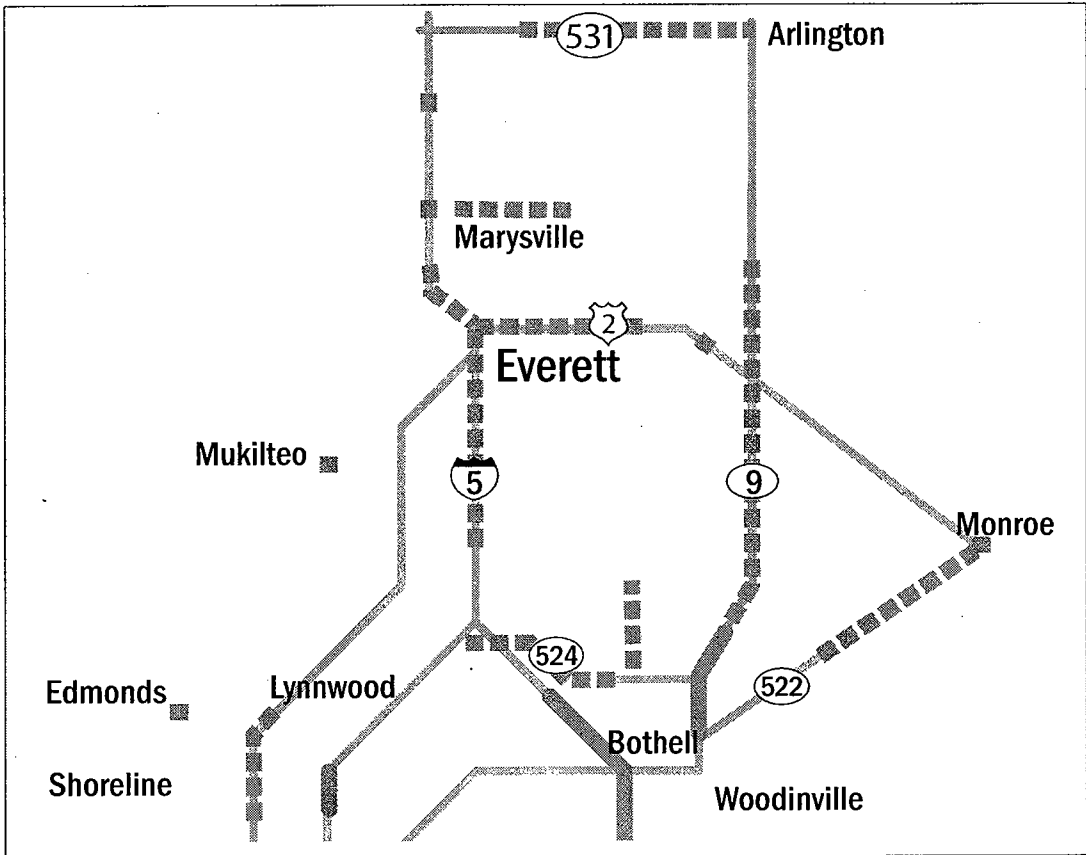 531
Arlington
Marysville
2
Everett
Mukilteo
5
9
Monroe
524
522
Edmonds
Lynnwood
Bothell
Shoreline
Woodinville